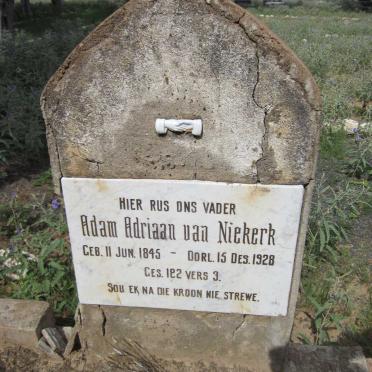 HIER RUS ONS VADER
Adam Adriaan van Niekerk
GEB. 11 JUN. 1845 - OORL. 15 DES. 1928
GES. 122 VERS 3.
SOU EK NA DIE KROON NIE STREWE.